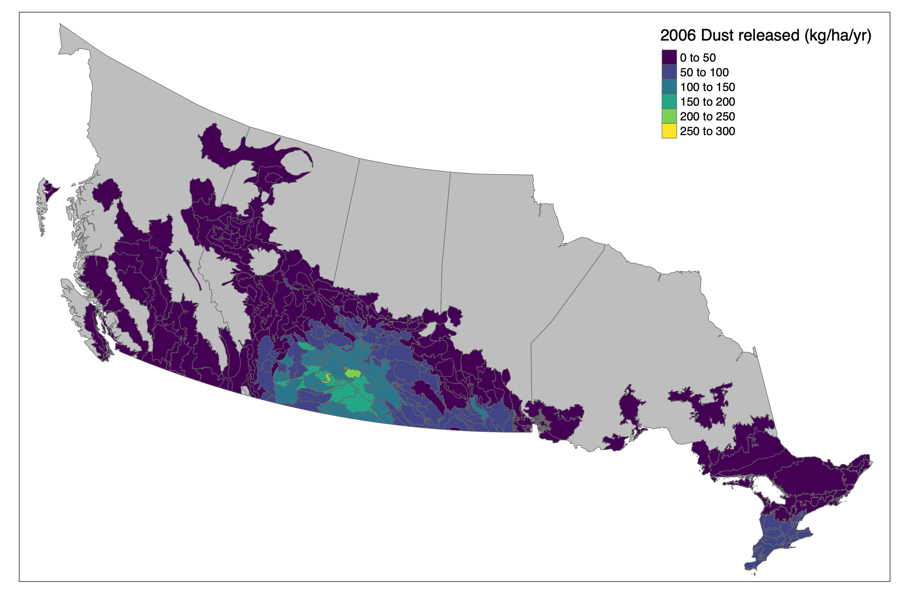 2006 Dust released (kg/ha/yr)
0 to 50
50 to 100
100 to 150
150 to 200
200 to 250
250 to 300